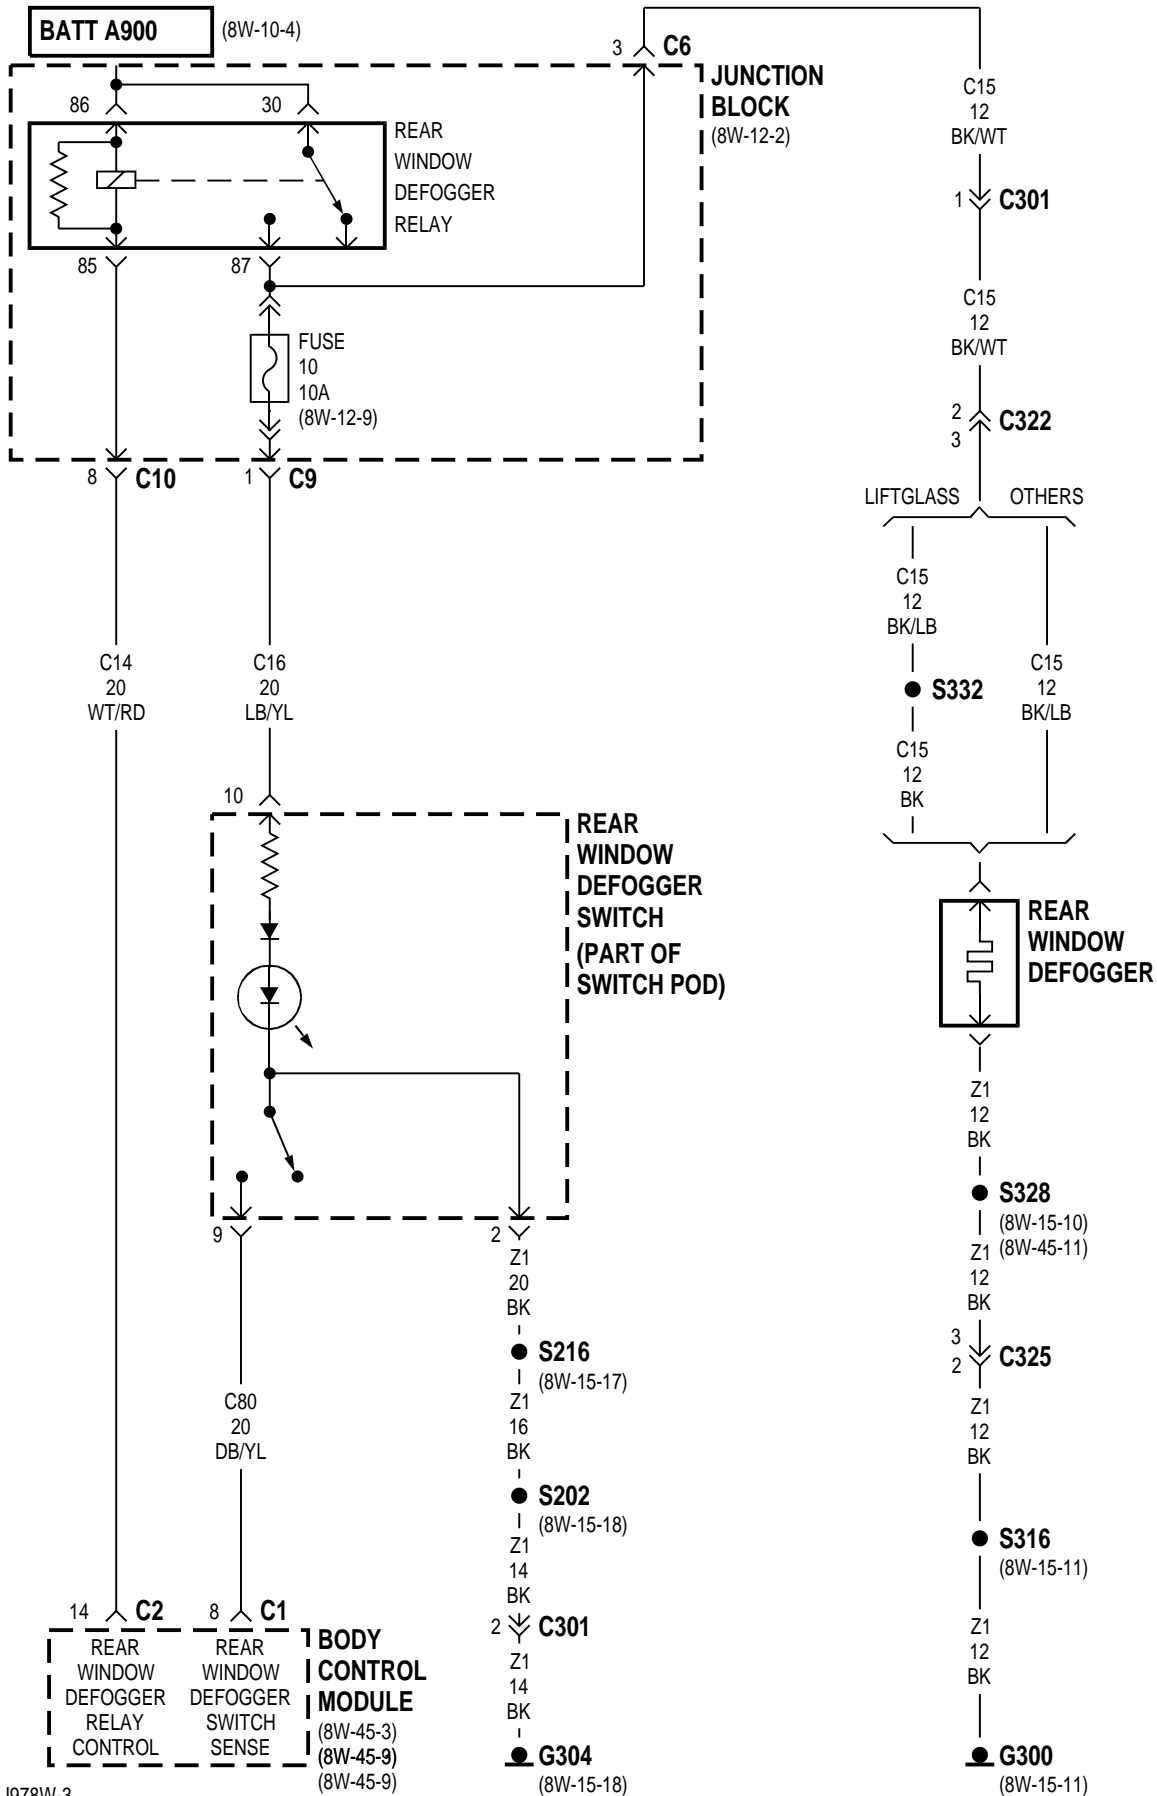 BATT A900
(8W-10-4)
3
C6
JUNCTION
BLOCK
(8W-12-2)
86
30
REAR
WINDOW
DEFOGGER
RELAY
85
87
FUSE
10
10A
(8W-12-9)
8
C10
1
C9
C15
12
BK/WT
1
C301
C15
12
BK/WT
2
3
C322
LIFTGLASS
OTHERS
C15
12
BK/LB
S332
C15
12
BK
C15
12
BK/LB
C14
20
WT/RD
C16
20
LB/YL
10
REAR
WINDOW
DEFOGGER
SWITCH
(PART OF
SWITCH POD)
REAR
WINDOW
DEFOGGER
9
2
Z1
20
BK
S216
(8W-15-17)
Z1
16
BK
S202
(8W-15-18)
Z1
14
BK
2
C301
Z1
14
BK
G304
(8W-15-18)
Z1
12
BK
S328
(8W-15-10)
(8W-45-11)
Z1
12
BK
3
2
C325
Z1
12
BK
S316
(8W-15-11)
Z1
12
BK
G300
(8W-15-11)
C80
20
DB/YL
14
C2
8
C1
REAR
WINDOW
DEFOGGER
RELAY
CONTROL
REAR
WINDOW
DEFOGGER
SWITCH
SENSE
BODY
CONTROL
MODULE
(8W-45-3)
(8W-45-9)
(8W-45-9)